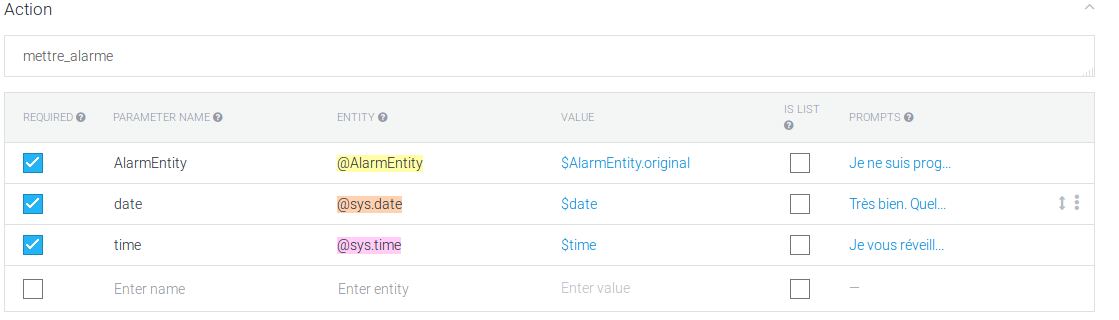 Action
mettre_alarme
REQUIRED PARAMETER NAME ENTITY VALUE IS LIST PROMPTS
AlarmEntity @AlarmEntity $AlarmEntity.original Je ne suis prog...
date @sys.date $date Très bien. Quel...
time @sys.time $time Je vous réveill...
Enter name Enter entity Enter value —